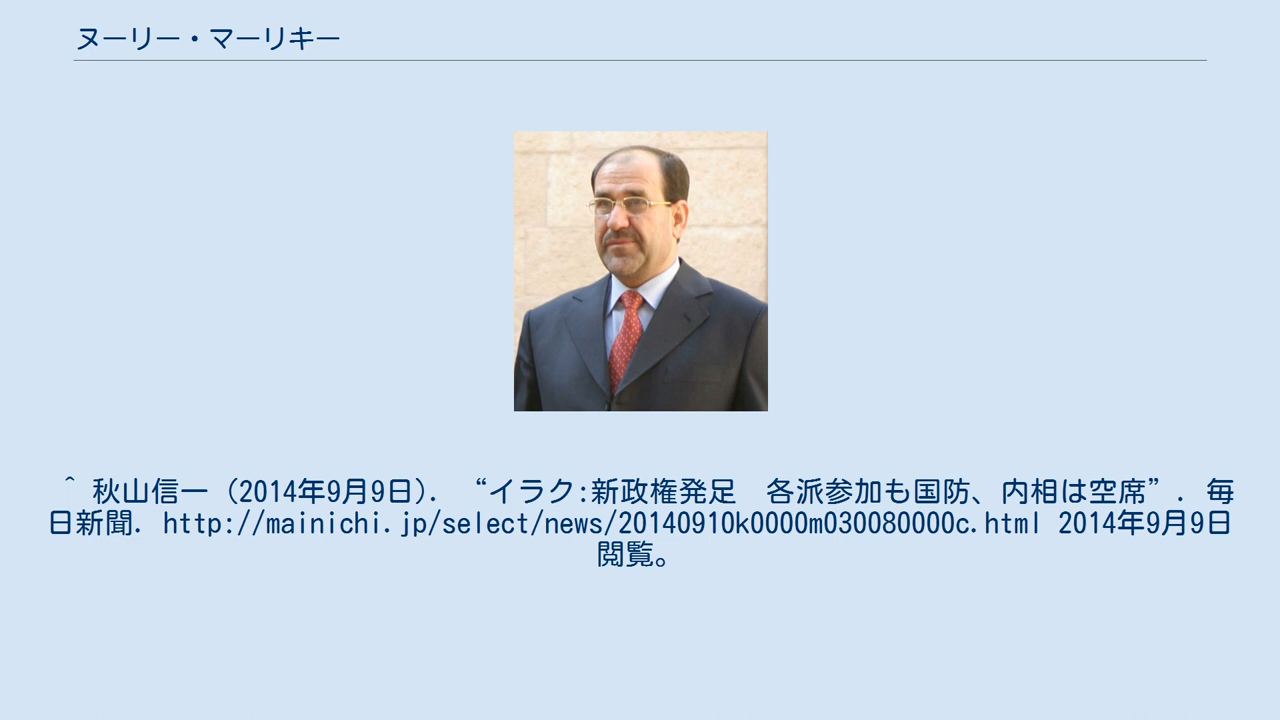 ヌーリー・マーリキー
^ 秋山信一 (2014年9月9日). “イラク:新政権発足　各派参加も国防、内相は空席”. 毎
日新聞. http://mainichi.jp/select/news/20140910k0000m030080000c.html 2014年9月9日
閲覧。